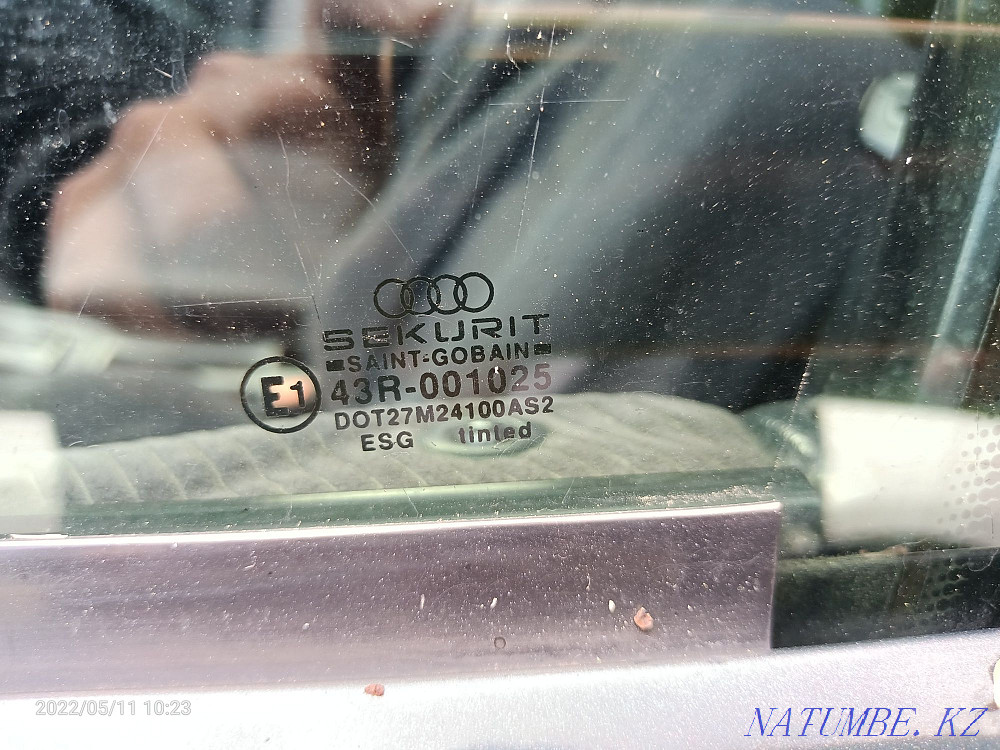 SEKURIT
SAINT-GOBAIN
E1
43R-001025
DOT27M24100AS2
ESG tinted
2022/05/11 10:23
NATUMBE. KZ